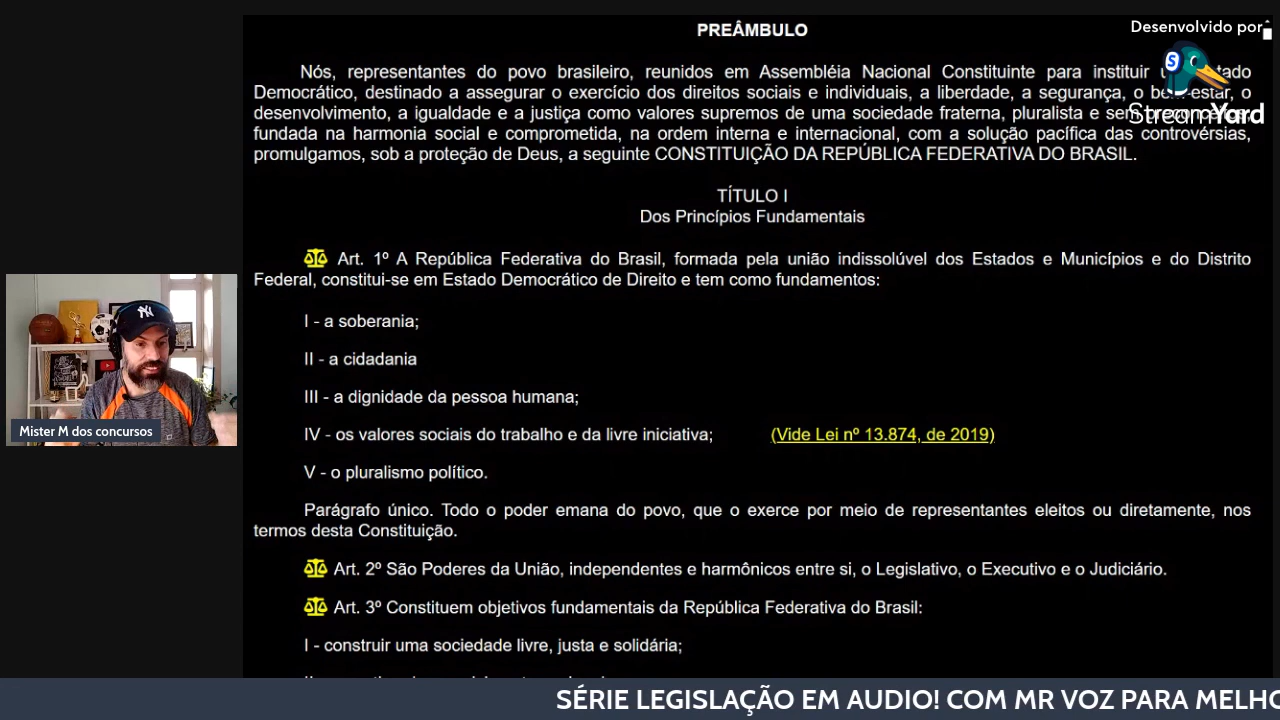 PREÂMBULO
Desenvolvido por
StreamYard
Nós, representantes do povo brasileiro, reunidos em Assembléia Nacional Constituinte para instituir
Democrático, destinado a assegurar o exercício dos direitos sociais e individuais, a liberdade, a segurança, o bem-estar, o
desenvolvimento, a igualdade e a justiça como valores supremos de uma sociedade fraterna, pluralista e sem preconceitos,
fundada na harmonia social e comprometida, na ordem interna e internacional, com a solução pacífica das controvérsias,
promulgamos, sob a proteção de Deus, a seguinte CONSTITUIÇÃO DA REPÚBLICA FEDERATIVA DO BRASIL.
TÍTULO I
Dos Princípios Fundamentais
Art. 1º A República Federativa do Brasil, formada pela união indissolúvel dos Estados e Municípios e do Distrito
Federal, constitui-se em Estado Democrático de Direito e tem como fundamentos:
I - a soberania;
II - a cidadania
III - a dignidade da pessoa humana;
IV - os valores sociais do trabalho e da livre iniciativa; (Vide Lei nº 13.874, de 2019)
V - o pluralismo político.
Parágrafo único. Todo o poder emana do povo, que o exerce por meio de representantes eleitos ou diretamente, nos
termos desta Constituição.
Art. 2º São Poderes da União, independentes e harmônicos entre si, o Legislativo, o Executivo e o Judiciário.
Art. 3º Constituem objetivos fundamentais da República Federativa do Brasil:
I - construir uma sociedade livre, justa e solidária;
Mister M dos concursos
SÉRIE LEGISLAÇÃO EM AUDIO! COM MR VOZ PARA MELHO